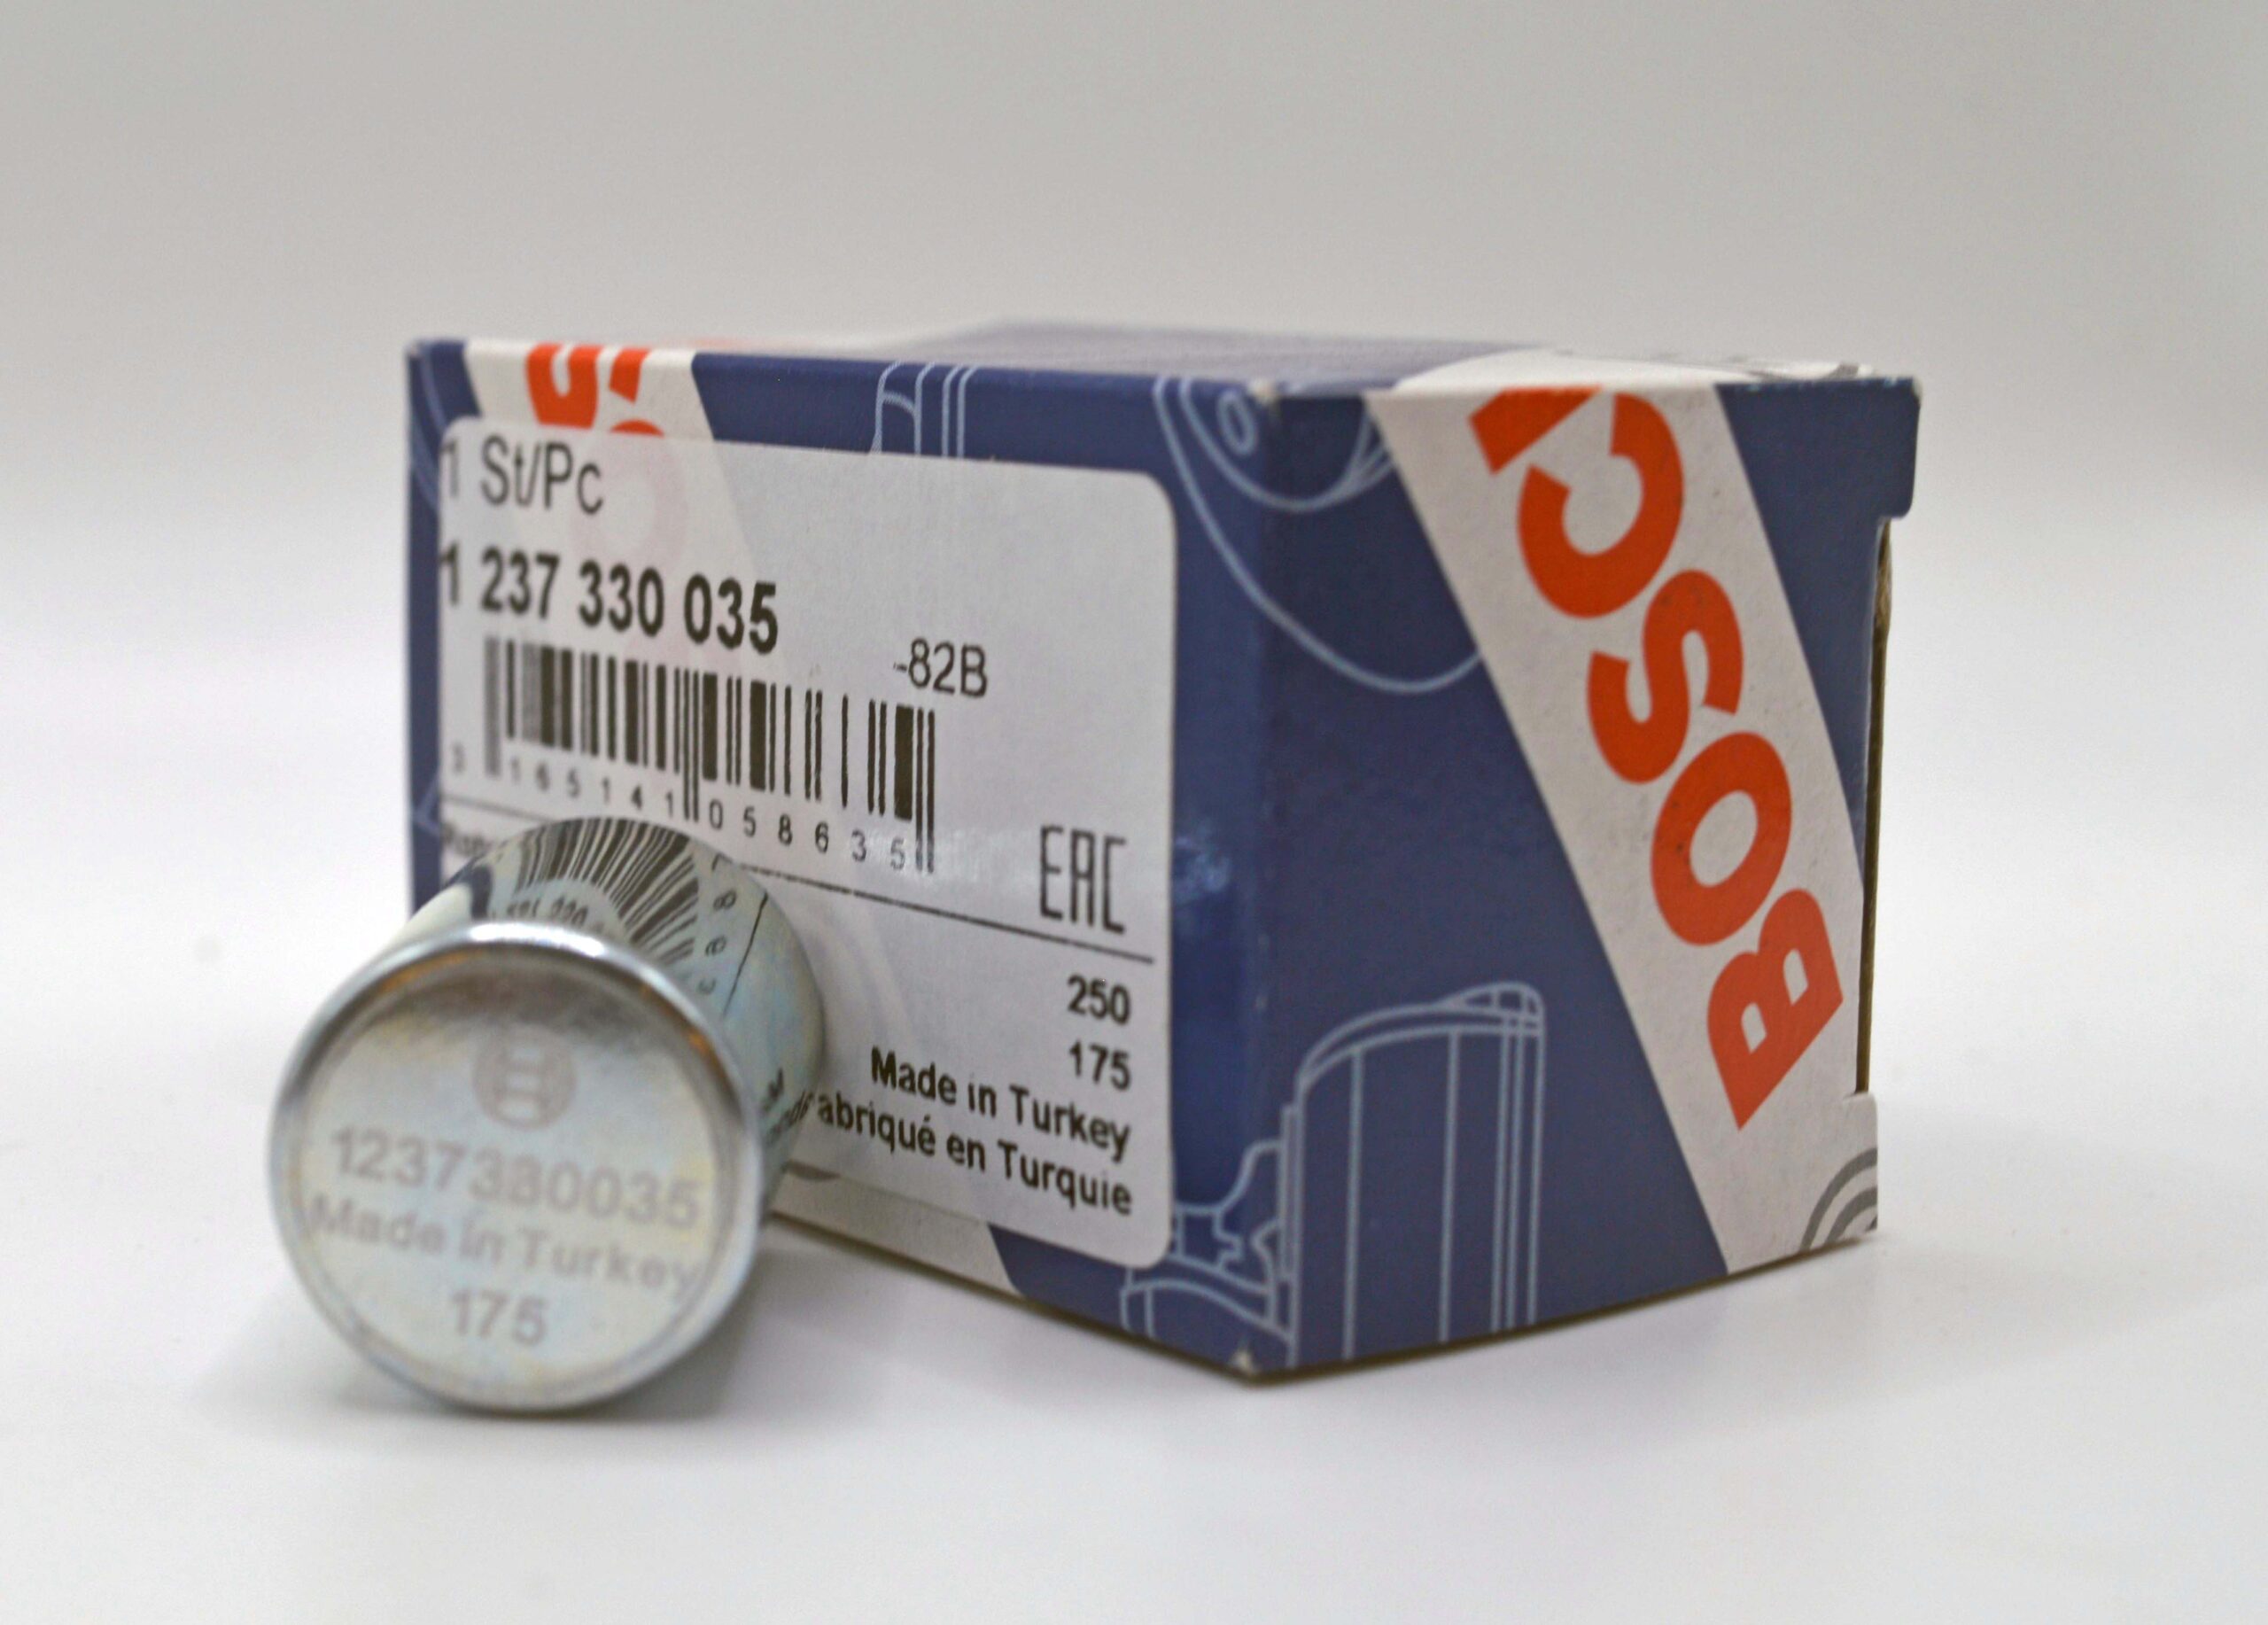 1 St/Pc
1 237 330 035
-82B
3 165141 058635
EAC
250
175
Made in Turkey
Fabriqué en Turquie
BOSC
1237330035
Made in Turkey
175